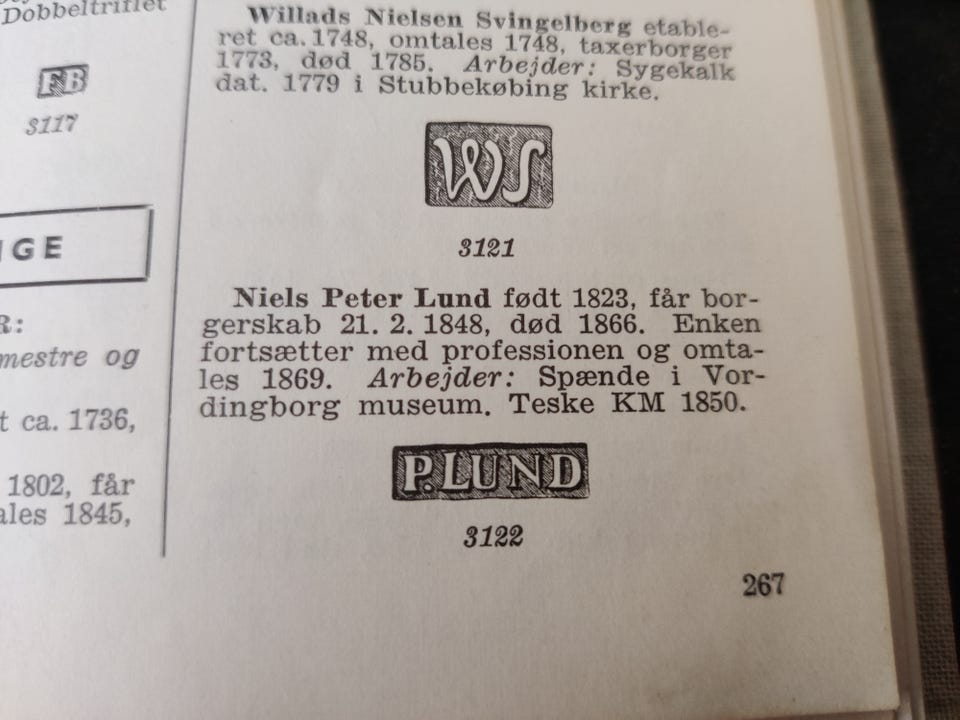 Dobbeltriflet
FB
3117
NGE
R:
mestre og
t ca. 1736,
1802, får
ales 1845,
Willads Nielsen Svingelberg etable-
ret ca. 1748, omtales 1748, taxerborger
1773, død 1785. Arbejder: Sygekalk
dat. 1779 i Stubbekøbing kirke.
WS
3121
Niels Peter Lund født 1823, får bor-
gerskab 21. 2. 1848, død 1866. Enken
fortsætter med professionen og omta-
les 1869. Arbejder: Spænde i Vor-
dingborg museum. Teske KM 1850.
P.LUND
3122
267